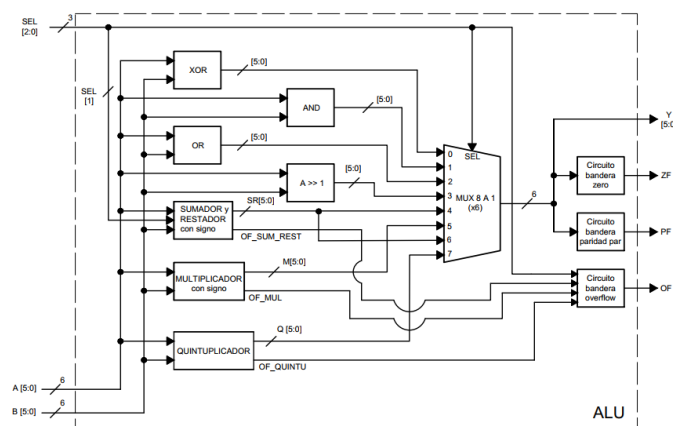 SEL
[2:0]
3
SEL
[1]
XOR
[5:0]
AND
[5:0]
OR
[5:0]
A >> 1
[5:0]
SUMADOR y
RESTADOR
con signo
SR[5:0]
OF_SUM_REST
MULTIPLICADOR
con signo
M[5:0]
OF_MUL
QUINTUPLICADOR
Q [5:0]
OF_QUINTU
0
1
2
3
4
5
6
7
SEL
MUX 8 A 1
(x6)
6
Y
Circuito
bandera
zero
ZF
Circuito
bandera
paridad par
PF
Circuito
bandera
overflow
OF
A [5:0]
6
B [5:0]
6
ALU